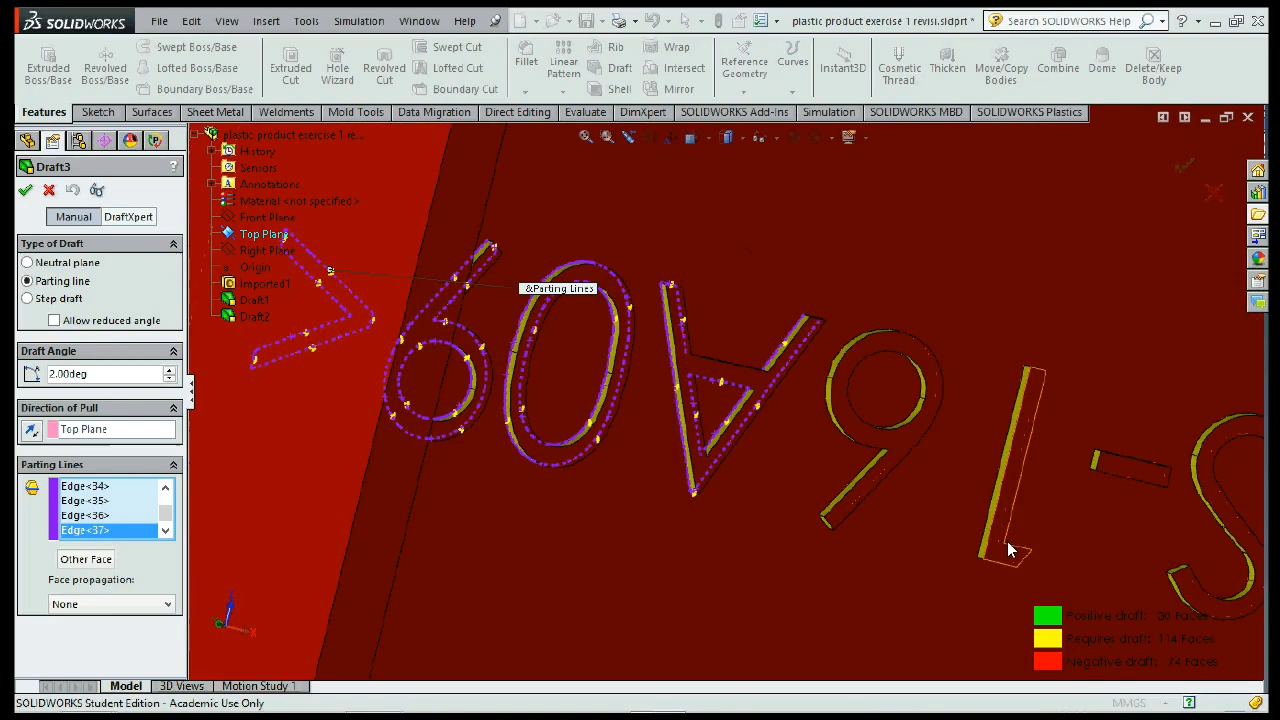 SOLIDWORKS File Edit View Insert Tools Simulation Window Help plastic product exercise 1 revisi.sldprt * Search SOLIDWORKS Help
Extruded Boss/Base Revolved Boss/Base Swept Boss/Base Lofted Boss/Base Boundary Boss/Base Extruded Cut Hole Wizard Revolved Cut Swept Cut Lofted Cut Boundary Cut Fillet Linear Pattern Rib Draft Shell Wrap Intersect Mirror Reference Geometry Curves Instant3D Cosmetic Thread Thicken Move/Copy Bodies Combine Dome Delete/Keep Body
Features Sketch Surfaces Sheet Metal Weldments Mold Tools Data Migration Direct Editing Evaluate DimXpert SOLIDWORKS Add-Ins Simulation SOLIDWORKS MBD SOLIDWORKS Plastics
Draft3 ?
Manual DraftXpert
Type of Draft
Neutral plane
Parting line
Step draft
Allow reduced angle
Draft Angle
2.00deg
Direction of Pull
Top Plane
Parting Lines
Edge<34>
Edge<35>
Edge<36>
Edge<37>
Other Face
Face propagation:
None
plastic product exercise 1 re...
History
Sensors
Annotations
Material <not specified>
Front Plane
Top Plane
Right Plane
Origin
Imported1
Draft1
Draft2
&Parting Lines
X
Positive draft: 30 Faces
Requires draft: 114 Faces
Negative draft: 74 Faces
Model 3D Views Motion Study 1
SOLIDWORKS Student Edition - Academic Use Only MMGS